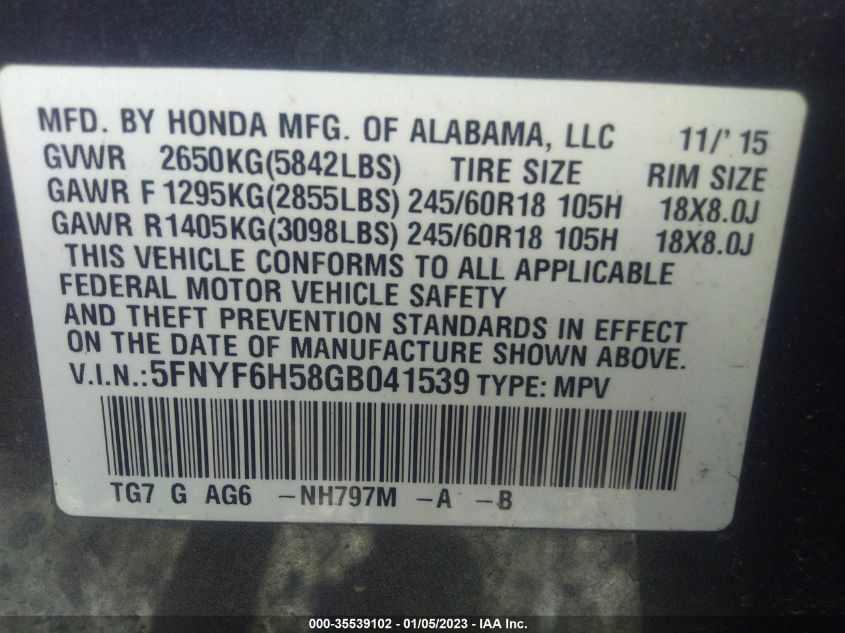 MFD. BY HONDA MFG. OF ALABAMA, LLC 11/' 15
GVWR 2650KG(5842LBS) TIRE SIZE RIM SIZE
GAWR F 1295KG(2855LBS) 245/60R18 105H 18X8.0J
GAWR R1405KG(3098LBS) 245/60R18 105H 18X8.0J
THIS VEHICLE CONFORMS TO ALL APPLICABLE
FEDERAL MOTOR VEHICLE SAFETY
AND THEFT PREVENTION STANDARDS IN EFFECT
ON THE DATE OF MANUFACTURE SHOWN ABOVE.
V.I.N.:5FNYF6H58GB041539 TYPE: MPV
TG7 G AG6 -NH797M -A -B
000-35539102 - 01/05/2023 - IAA Inc.